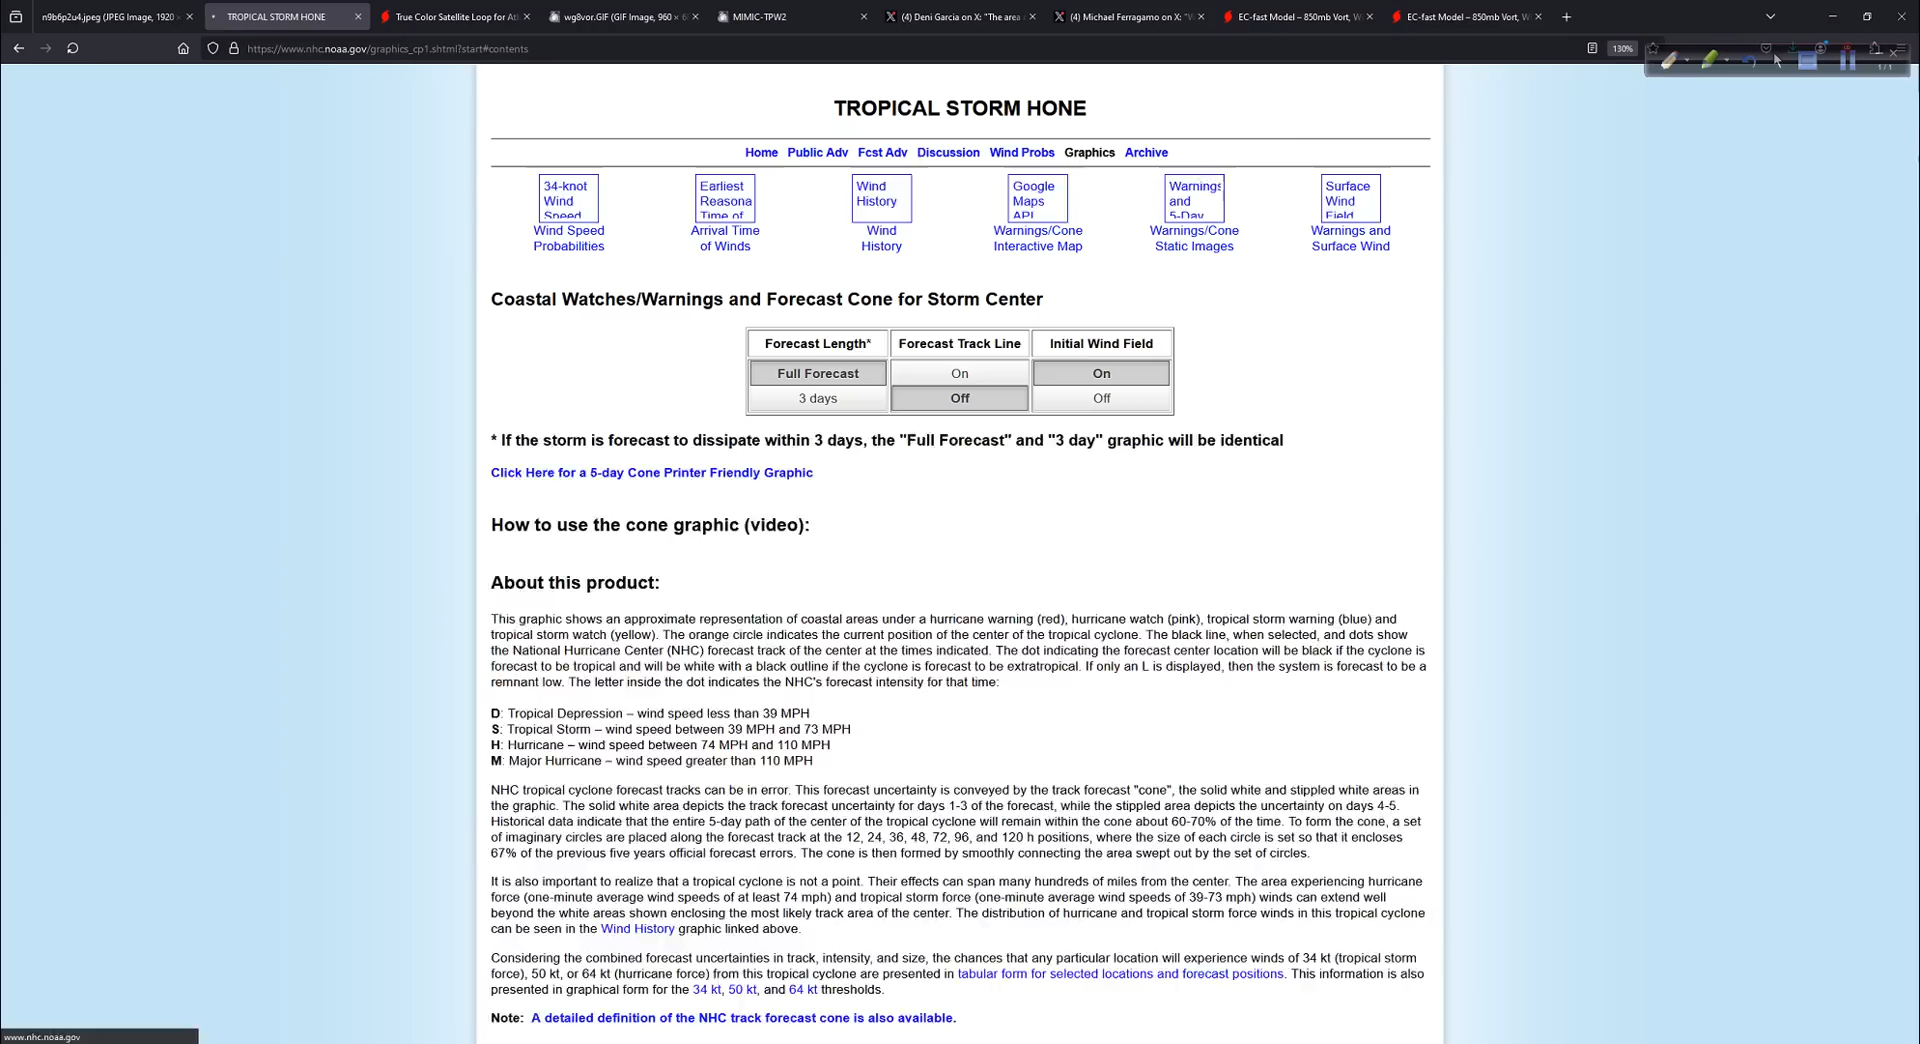 n9b6p2u4.jpeg (JPEG Image, 1920 ×
TROPICAL STORM HONE
True Color Satellite Loop for Atl
wg8vor.GIF (GIF Image, 960 × 6
MIMIC-TPW2
(4) Deni Garcia on X: "The area
(4) Michael Ferragamo on X: "
EC-fast Model – 850mb Vort, W
EC-fast Model – 850mb Vort, W
https://www.nhc.noaa.gov/graphics_cp1.shtml?start#contents
130%
1/1
TROPICAL STORM HONE
Home Public Adv Fcst Adv Discussion Wind Probs Graphics Archive
34-knot
Wind
Speed
Earliest
Reasona
Time of
Wind
History
Google
Maps
API
Warnings
and
5-Day
Surface
Wind
Field
Wind Speed
Probabilities
Arrival Time
of Winds
Wind
History
Warnings/Cone
Interactive Map
Warnings/Cone
Static Images
Warnings and
Surface Wind
Coastal Watches/Warnings and Forecast Cone for Storm Center
Forecast Length* Forecast Track Line Initial Wind Field
Full Forecast On On
3 days Off Off
* If the storm is forecast to dissipate within 3 days, the "Full Forecast" and "3 day" graphic will be identical
Click Here for a 5-day Cone Printer Friendly Graphic
How to use the cone graphic (video):
About this product:
This graphic shows an approximate representation of coastal areas under a hurricane warning (red), hurricane watch (pink), tropical storm warning (blue) and
tropical storm watch (yellow). The orange circle indicates the current position of the center of the tropical cyclone. The black line, when selected, and dots show
the National Hurricane Center (NHC) forecast track of the center at the times indicated. The dot indicating the forecast center location will be black if the cyclone is
forecast to be tropical and will be white with a black outline if the cyclone is forecast to be extratropical. If only an L is displayed, then the system is forecast to be a
remnant low. The letter inside the dot indicates the NHC's forecast intensity for that time:
D: Tropical Depression – wind speed less than 39 MPH
S: Tropical Storm – wind speed between 39 MPH and 73 MPH
H: Hurricane – wind speed between 74 MPH and 110 MPH
M: Major Hurricane – wind speed greater than 110 MPH
NHC tropical cyclone forecast tracks can be in error. This forecast uncertainty is conveyed by the track forecast "cone", the solid white and stippled white areas in
the graphic. The solid white area depicts the track forecast uncertainty for days 1-3 of the forecast, while the stippled area depicts the uncertainty on days 4-5.
Historical data indicate that the entire 5-day path of the center of the tropical cyclone will remain within the cone about 60-70% of the time. To form the cone, a set
of imaginary circles are placed along the forecast track at the 12, 24, 36, 48, 72, 96, and 120 h positions, where the size of each circle is set so that it encloses
67% of the previous five years official forecast errors. The cone is then formed by smoothly connecting the area swept out by the set of circles.
It is also important to realize that a tropical cyclone is not a point. Their effects can span many hundreds of miles from the center. The area experiencing hurricane
force (one-minute average wind speeds of at least 74 mph) and tropical storm force (one-minute average wind speeds of 39-73 mph) winds can extend well
beyond the white areas shown enclosing the most likely track area of the center. The distribution of hurricane and tropical storm force winds in this tropical cyclone
can be seen in the Wind History graphic linked above.
Considering the combined forecast uncertainties in track, intensity, and size, the chances that any particular location will experience winds of 34 kt (tropical storm
force), 50 kt, or 64 kt (hurricane force) from this tropical cyclone are presented in tabular form for selected locations and forecast positions. This information is also
presented in graphical form for the 34 kt, 50 kt, and 64 kt thresholds.
Note: A detailed definition of the NHC track forecast cone is also available.
www.nhc.noaa.gov